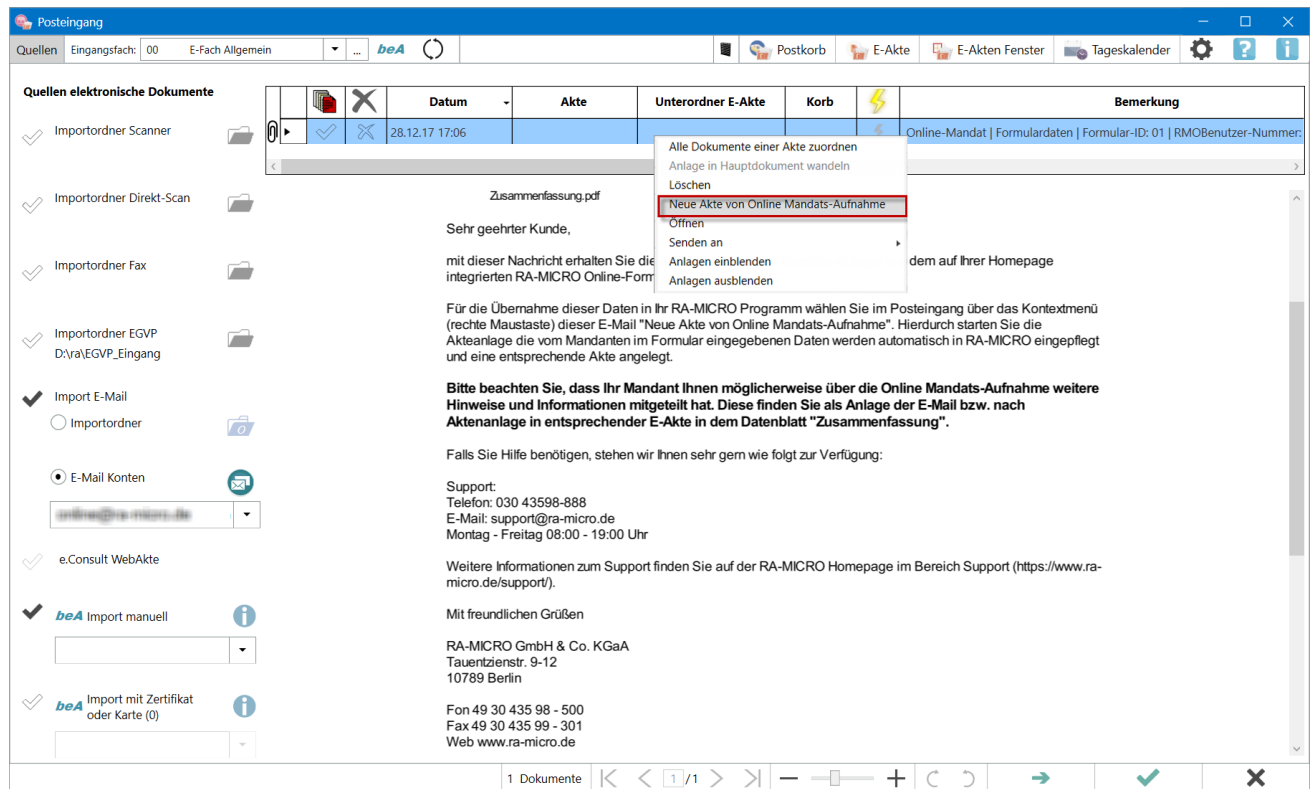 Posteingang
Quellen Eingangsfach: 00 E-Fach Allgemein ... beA Postkorb E-Akte E-Akten Fenster Tageskalender ? i
Quellen elektronische Dokumente
Importordner Scanner
Importordner Direkt-Scan
Importordner Fax
Importordner EGVP
D:\ra\EGVP_Eingang
Import E-Mail
Importordner
E-Mail Konten
e.Consult WebAkte
beA Import manuell
beA Import mit Zertifikat
oder Karte (0)
Datum Akte Unterordner E-Akte Korb Bemerkung
28.12.17 17:06 Online-Mandat | Formulardaten | Formular-ID: 01 | RMOBenutzer-Nummer:
Alle Dokumente einer Akte zuordnen
Anlage in Hauptdokument wandeln
Löschen
Neue Akte von Online Mandats-Aufnahme
Öffnen
Senden an
Anlagen einblenden
Anlagen ausblenden
Zusammenfassung.pdf
Sehr geehrter Kunde,
mit dieser Nachricht erhalten Sie die dem auf Ihrer Homepage
integrierten RA-MICRO Online-Form
Für die Übernahme dieser Daten in Ihr RA-MICRO Programm wählen Sie im Posteingang über das Kontextmenü
(rechte Maustaste) dieser E-Mail "Neue Akte von Online Mandats-Aufnahme". Hierdurch starten Sie die
Akteanlage die vom Mandanten im Formular eingegebenen Daten werden automatisch in RA-MICRO eingepflegt
und eine entsprechende Akte angelegt.
Bitte beachten Sie, dass Ihr Mandant Ihnen möglicherweise über die Online Mandats-Aufnahme weitere
Hinweise und Informationen mitgeteilt hat. Diese finden Sie als Anlage der E-Mail bzw. nach
Aktenanlage in entsprechender E-Akte in dem Datenblatt "Zusammenfassung".
Falls Sie Hilfe benötigen, stehen wir Ihnen sehr gern wie folgt zur Verfügung:
Support:
Telefon: 030 43598-888
E-Mail: support@ra-micro.de
Montag - Freitag 08:00 - 19:00 Uhr
Weitere Informationen zum Support finden Sie auf der RA-MICRO Homepage im Bereich Support (https://www.ra-
micro.de/support/).
Mit freundlichen Grüßen
RA-MICRO GmbH & Co. KGaA
Tauentzienstr. 9-12
10789 Berlin
Fon 49 30 435 98 - 500
Fax 49 30 435 99 - 301
Web www.ra-micro.de
1 Dokumente 1 /1